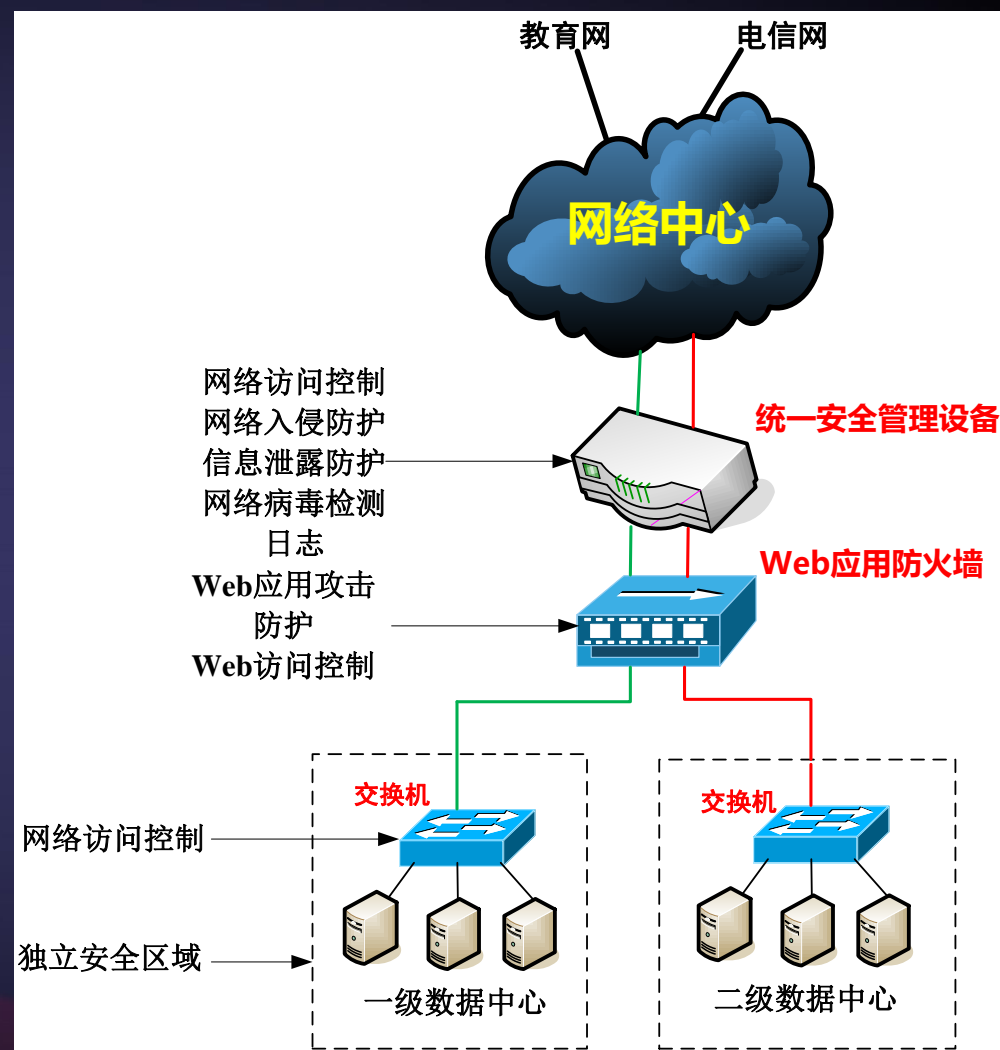 教育网
电信网
网络中心
网络访问控制
网络入侵防护
信息泄露防护
网络病毒检测
日志
统一安全管理设备
Web应用防火墙
Web应用攻击
防护
Web访问控制
交换机
交换机
网络访问控制
独立安全区域
一级数据中心
二级数据中心